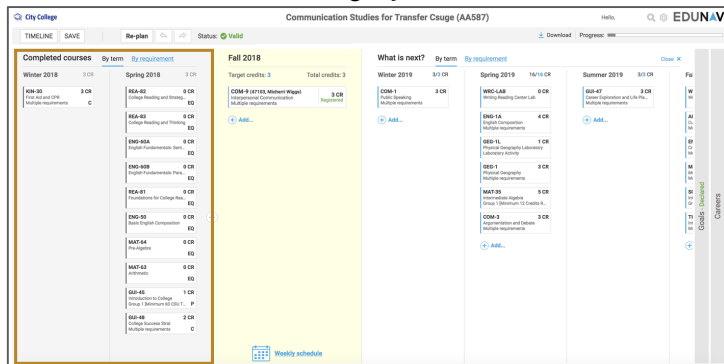 City College
Communication Studies for Transfer Csuge (AA587)
Hello,
EDUNAV
TIMELINE
SAVE
Re-plan
Status: Valid
Download
Progress:
Completed courses
By term
By requirement
Winter 2018
3 CR
KIN-30
3 CR
First Aid and CPR
Multiple requirements
C
Spring 2018
3 CR
REA-82
0 CR
College Reading and Strateg...
EQ
REA-83
0 CR
College Reading and Thinking
EQ
ENG-60A
0 CR
English Fundamentals: Sent...
EQ
ENG-60B
0 CR
English Fundamentals: Para...
EQ
REA-81
0 CR
Foundations for College Rea...
EQ
ENG-50
0 CR
Basic English Composition
EQ
MAT-64
0 CR
Pre-Algebra
EQ
MAT-63
0 CR
Arithmetic
EQ
GUI-45
1 CR
Introduction to College
Group 1 [Minimum 60 CSU T...
P
GUI-48
2 CR
College Success Strat
Multiple requirements
C
Fall 2018
Target credits: 3
Total credits: 3
COM-9 (47103, Micherri Wiggs)
3 CR
Interpersonal Communication
Registered
Multiple requirements
Add...
Weekly schedule
What is next?
By term
By requirement
Close
Winter 2019
3/3 CR
COM-1
3 CR
Public Speaking
Multiple requirements
Add...
Spring 2019
16/16 CR
WRC-LAB
0 CR
Writing Reading Center Lab
ENG-1A
4 CR
English Composition
Multiple requirements
GEG-1L
1 CR
Physical Geography Laboratory
Laboratory Activity
GEG-1
3 CR
Physical Geography
Multiple requirements
MAT-35
5 CR
Intermediate Algebra
Group 1 [Minimum 12 Credits R...
COM-3
3 CR
Argumentation and Debate
Multiple requirements
Add...
Summer 2019
3/3 CR
GUI-47
3 CR
Career Exploration and Life Pla...
Multiple requirements
Add...
Goals - Declared
Careers